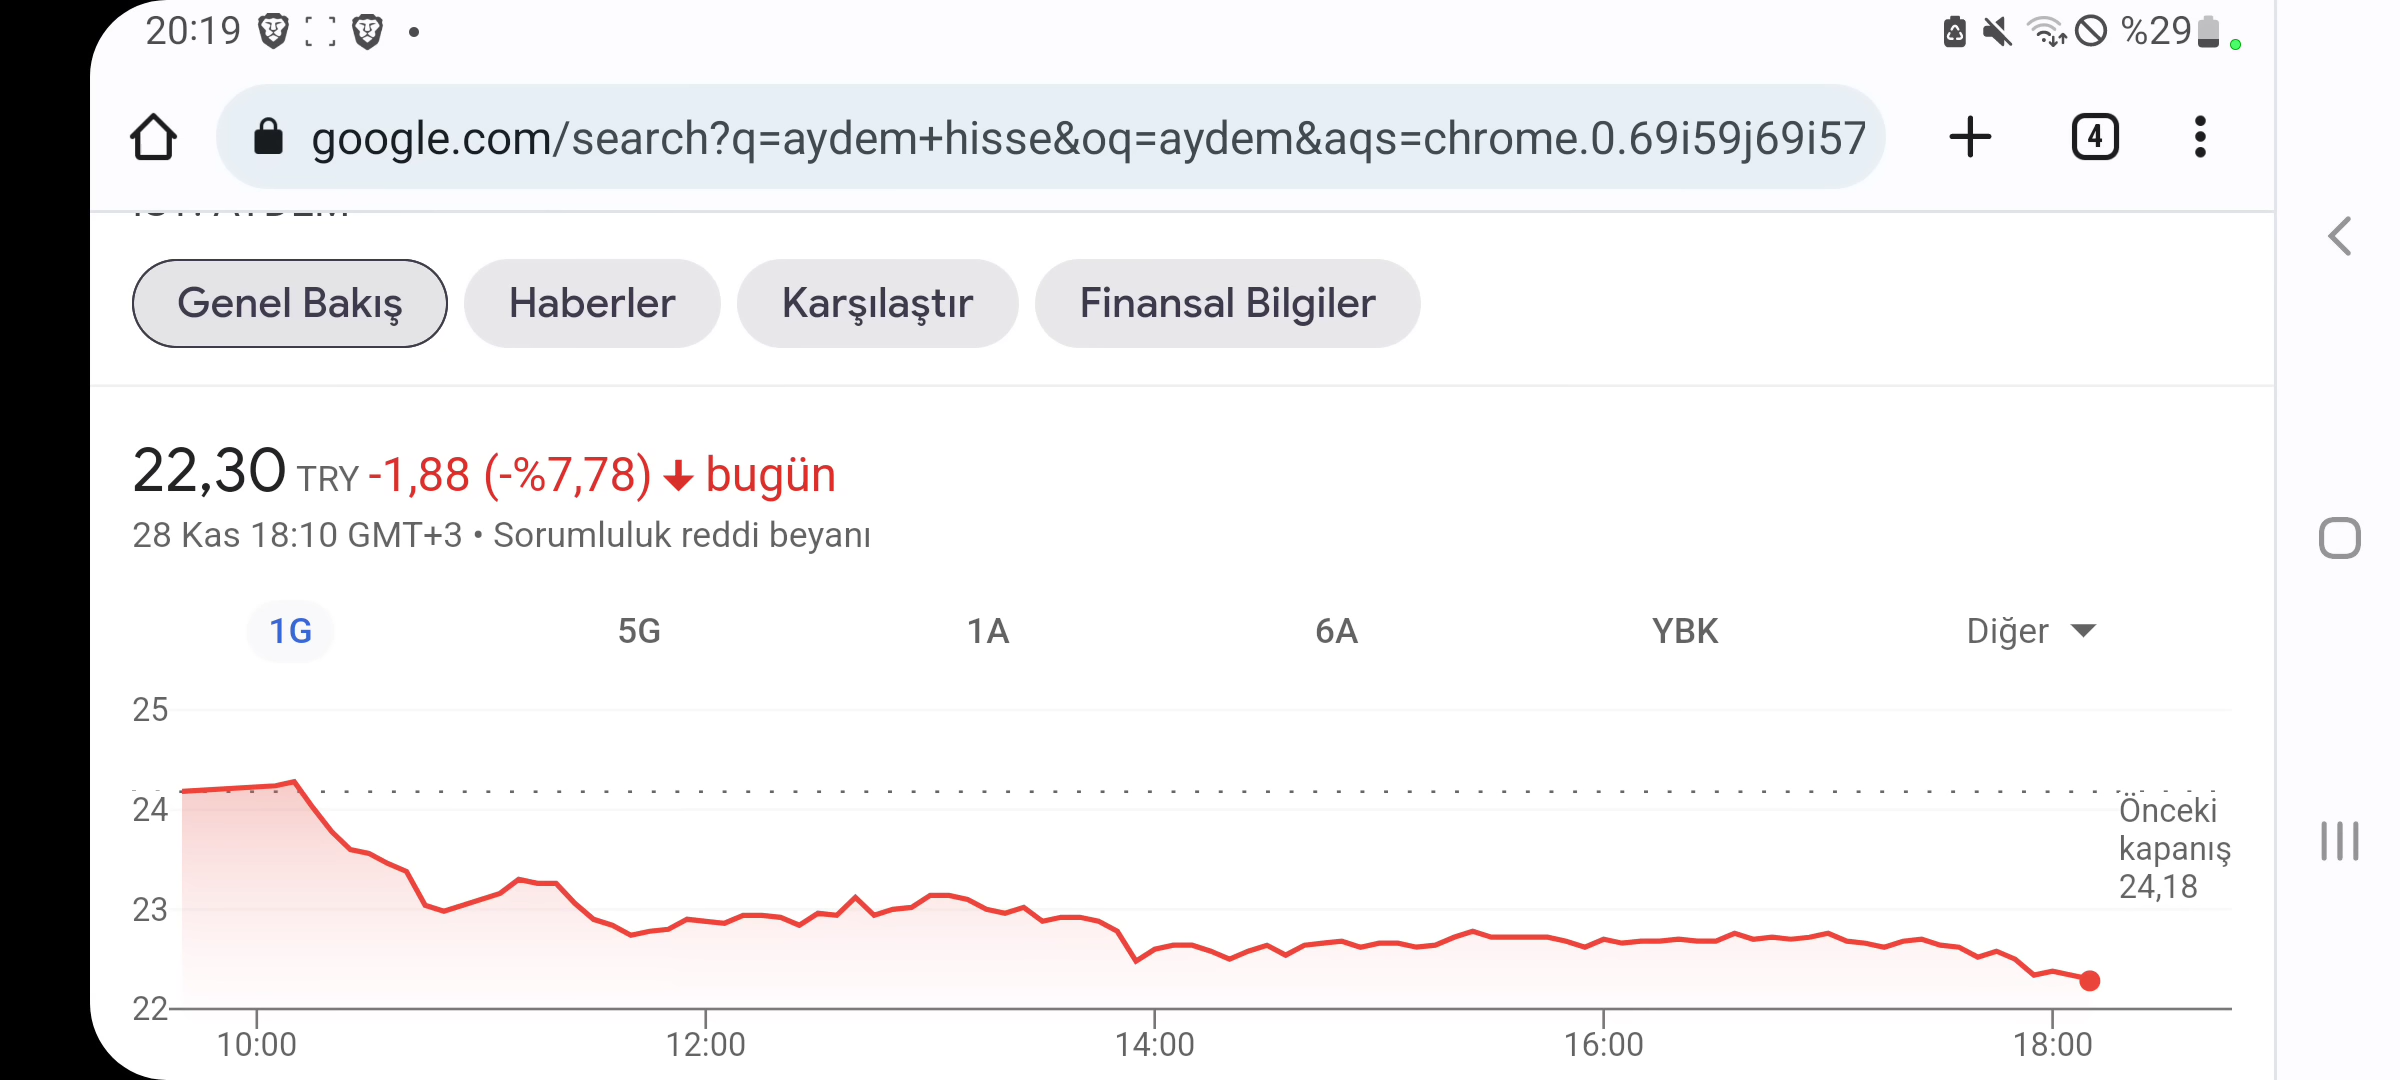 20:19 %29
google.com/search?q=aydem+hisse&oq=aydem&aqs=chrome.0.69i59j69i57
4
Genel Bakış Haberler Karşılaştır Finansal Bilgiler
22,30 TRY -1,88 (-%7,78) ↓ bugün
28 Kas 18:10 GMT+3 • Sorumluluk reddi beyanı
1G 5G 1A 6A YBK Diğer
25
24
23
22
Önceki
kapanış
24,18
10:00 12:00 14:00 16:00 18:00